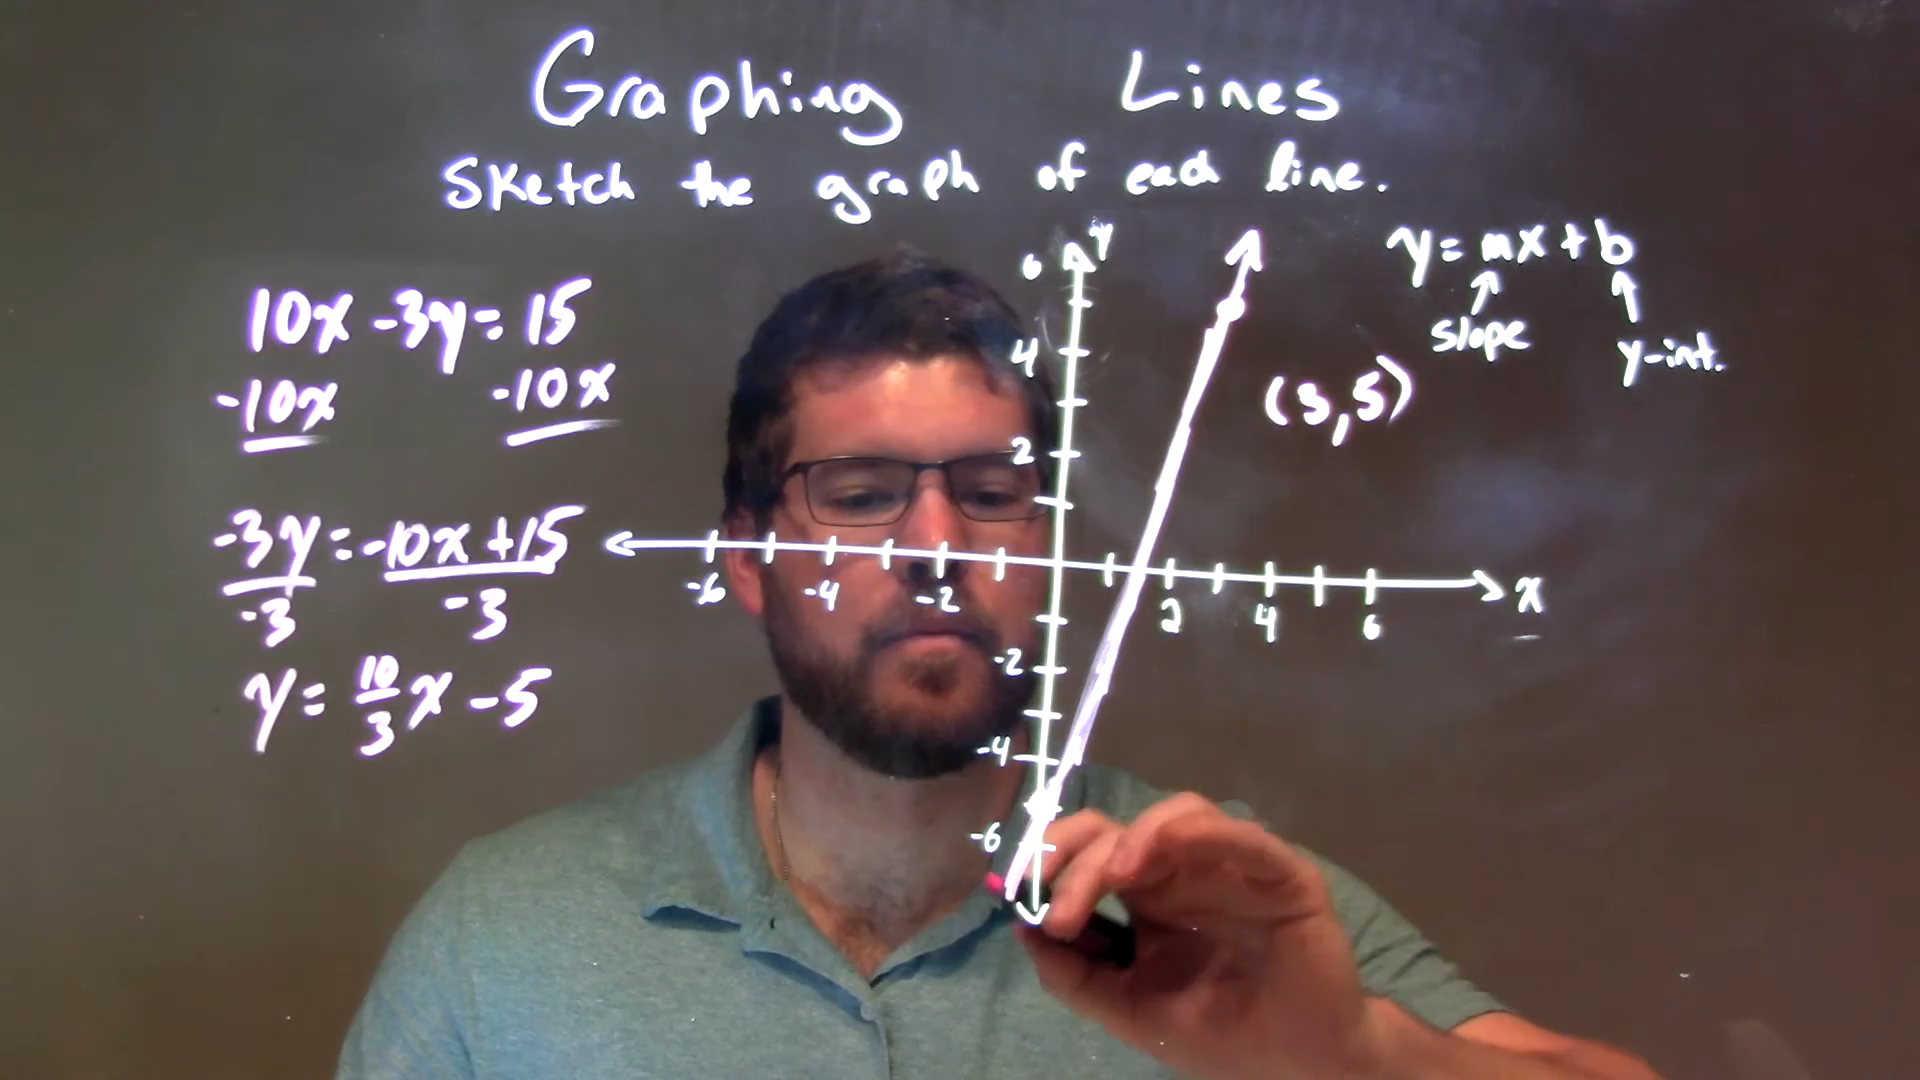 Graphing Lines
Sketch the graph of each line.
10x -3y = 15
-10x -10x
-3y = -10x +15
-3 -3
y = 10/3 x - 5
y = mx + b
slope y-int.
(3,5)
y
6
4
2
-6 -4 -2 2 4 6 x
-2
-4
-6